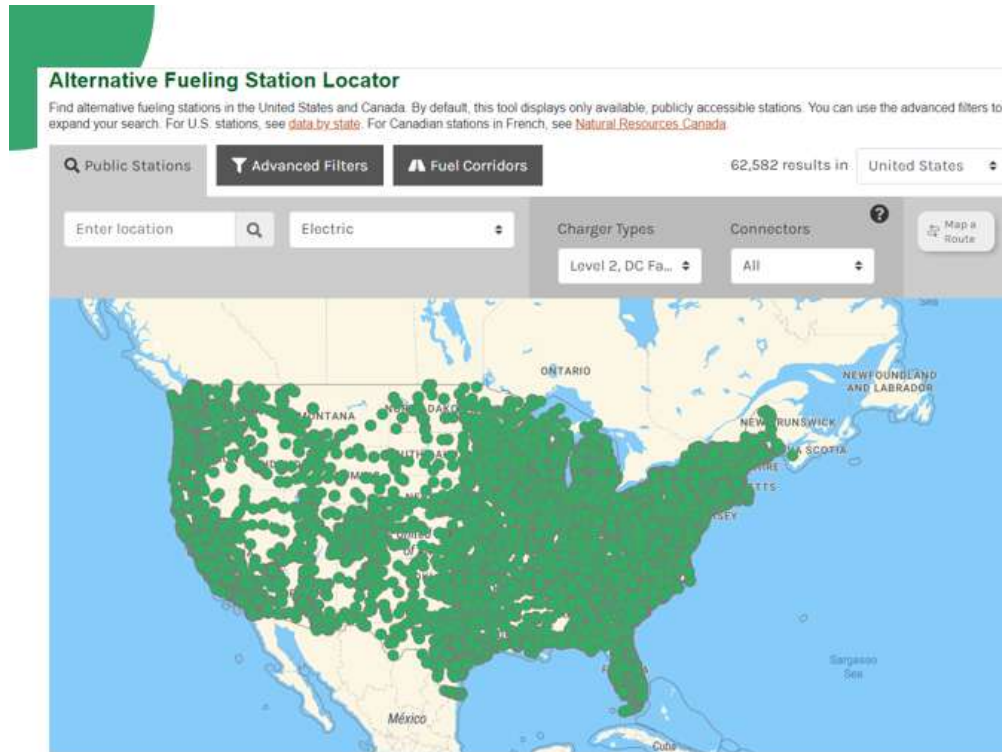 Alternative Fueling Station Locator
Find alternative fueling stations in the United States and Canada. By default, this tool displays only available, publicly accessible stations. You can use the advanced filters to
expand your search. For U.S. stations, see data by state. For Canadian stations in French, see Natural Resources Canada.
Public Stations
Advanced Filters
Fuel Corridors
62,582 results in
United States
Enter location
Electric
Charger Types
Level 2, DC Fa...
Connectors
All
?
Map a
Route
Sea
ONTARIO
NEWFOUNDLAND
AND LABRADOR
MONTANA
NEW BRUNSWICK
A SCOTIA
United
México
Cuba
Sargasso
Sea